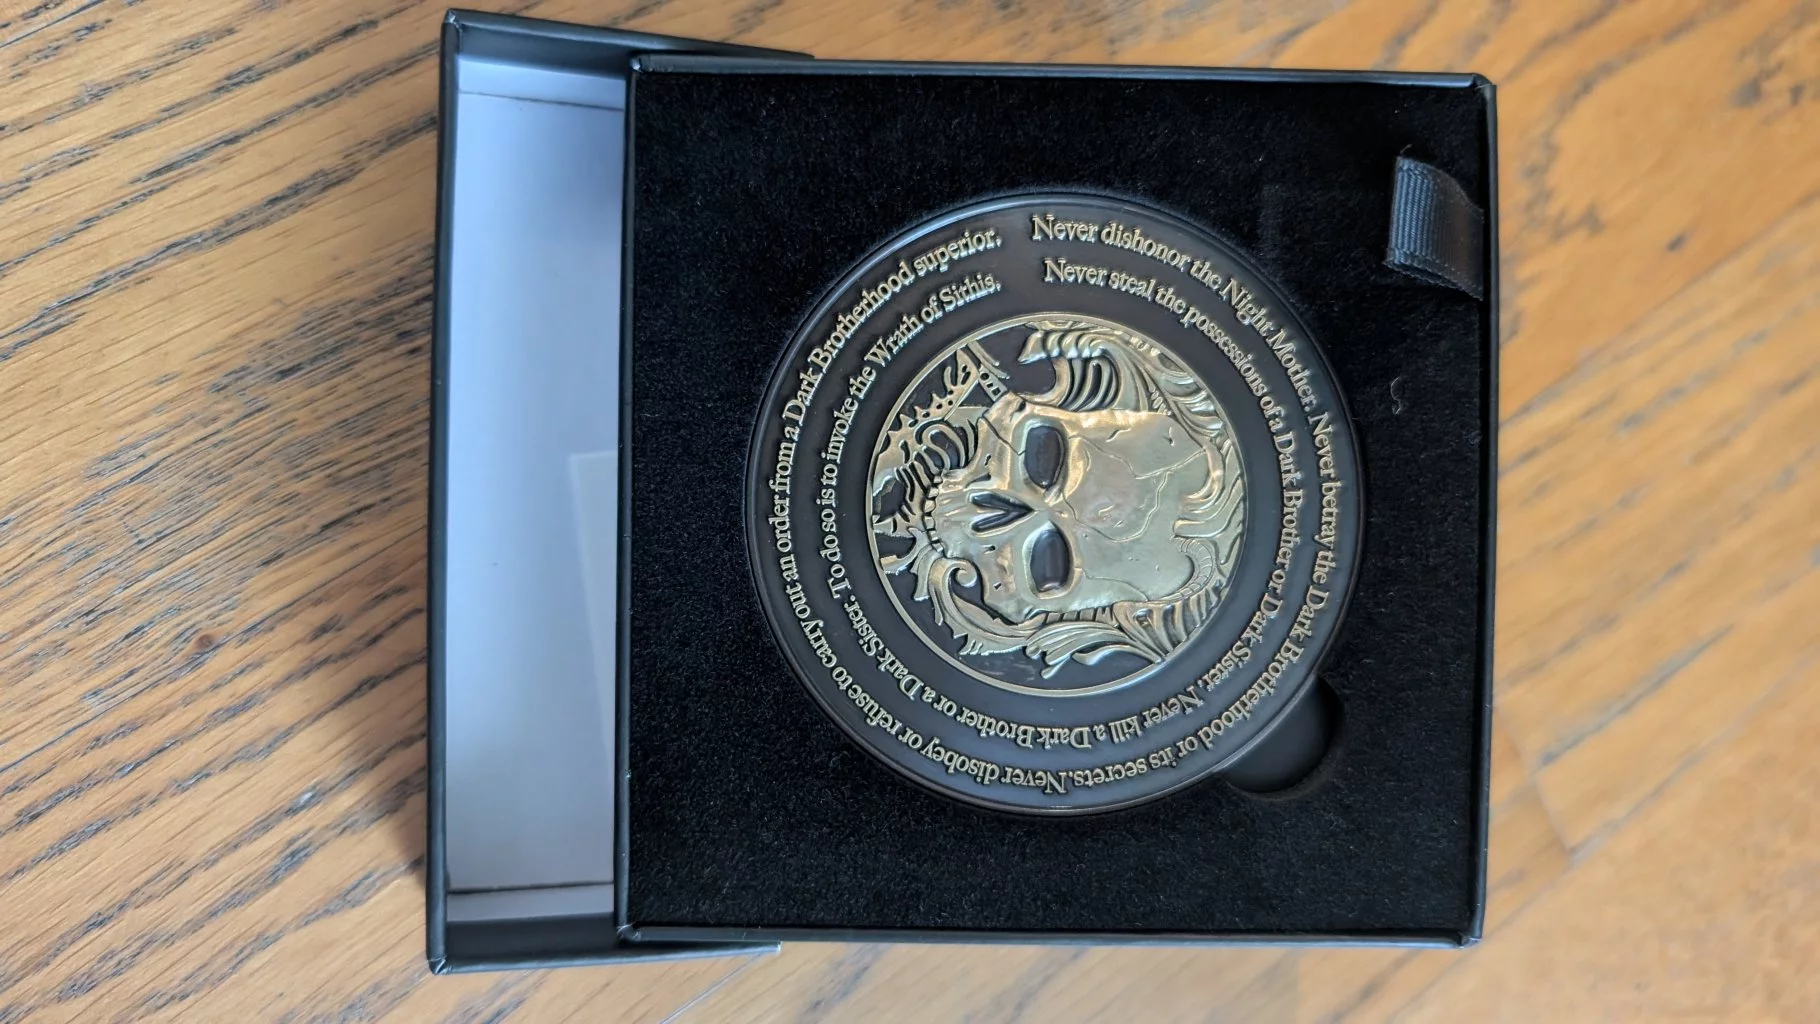 Never dishonor the Night Mother. Never betray the Dark Brotherhood or its secrets. Never disobey or refuse to carry out an order from a Dark Brotherhood superior.
Never steal the possessions of a Dark Brother or Dark Sister. Never kill a Dark Brother or a Dark Sister. To do so is to invoke the Wrath of Sithis.